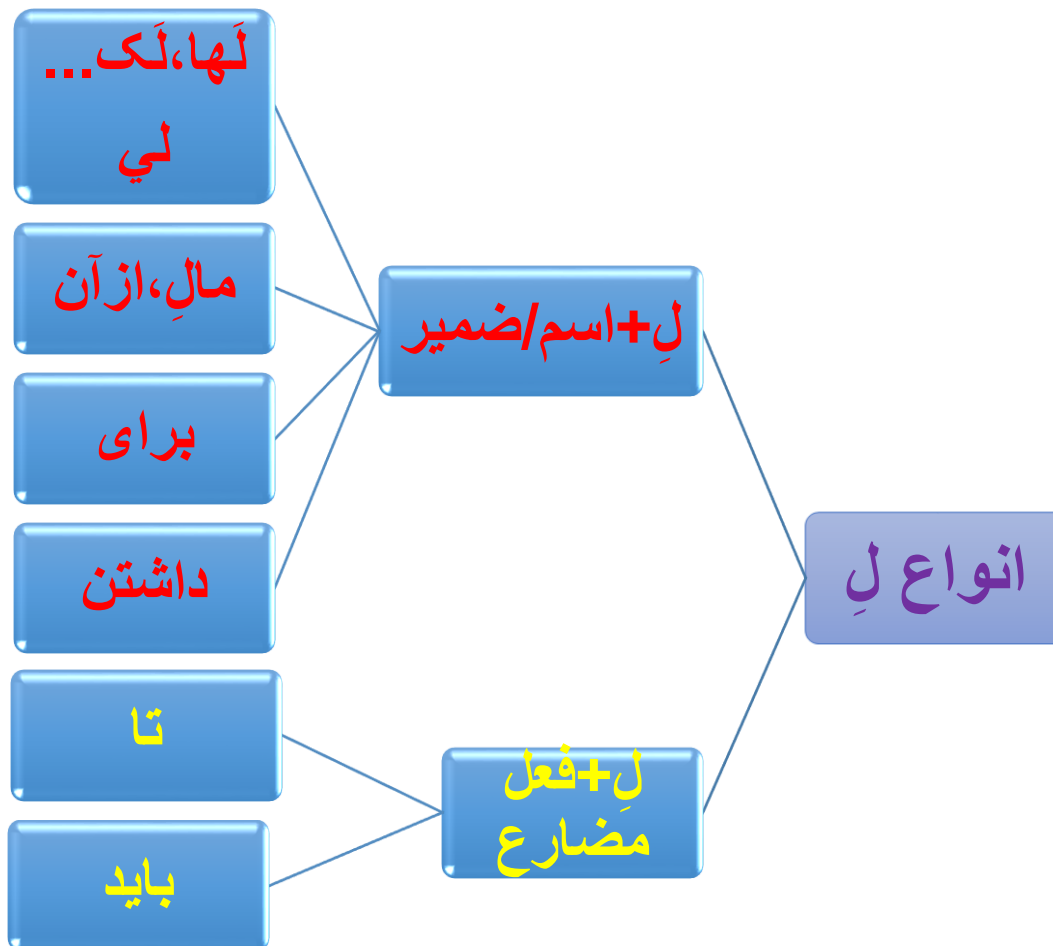 انواع لِ
لِ+اسم/ضمیر
لَها،لَک...
لي
مالِ،ازآن
برای
داشتن
لِ+فعل
مضارع
تا
باید